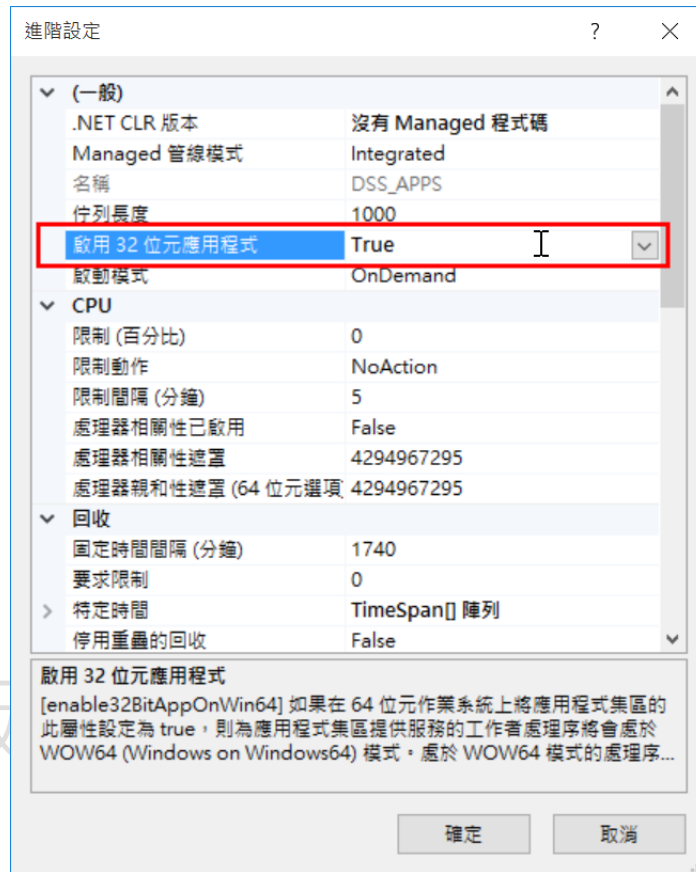 進階設定 ?
(一般)
.NET CLR 版本 沒有 Managed 程式碼
Managed 管線模式 Integrated
名稱 DSS_APPS
佇列長度 1000
啟用 32 位元應用程式 True
啟動模式 OnDemand
CPU
限制 (百分比) 0
限制動作 NoAction
限制間隔 (分鐘) 5
處理器相關性已啟用 False
處理器相關性遮罩 4294967295
處理器親和性遮罩 (64 位元選項) 4294967295
回收
固定時間間隔 (分鐘) 1740
要求限制 0
特定時間 TimeSpan[] 陣列
停用重疊的回收 False
啟用 32 位元應用程式
[enable32BitAppOnWin64] 如果在 64 位元作業系統上將應用程式集區的
此屬性設定為 true,則為應用程式集區提供服務的工作者處理序將會處於
WOW64 (Windows on Windows64) 模式。處於 WOW64 模式的處理序...
確定 取消